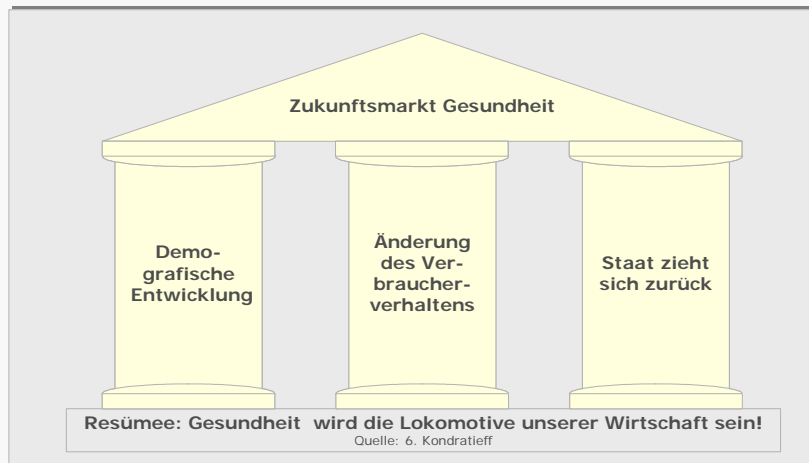 Zukunftsmarkt Gesundheit
Demo-
grafische
Entwicklung
Änderung
des Ver-
braucher-
verhaltens
Staat zieht
sich zurück
Resümee: Gesundheit  wird die Lokomotive unserer Wirtschaft sein!
Quelle: 6. Kondratieff